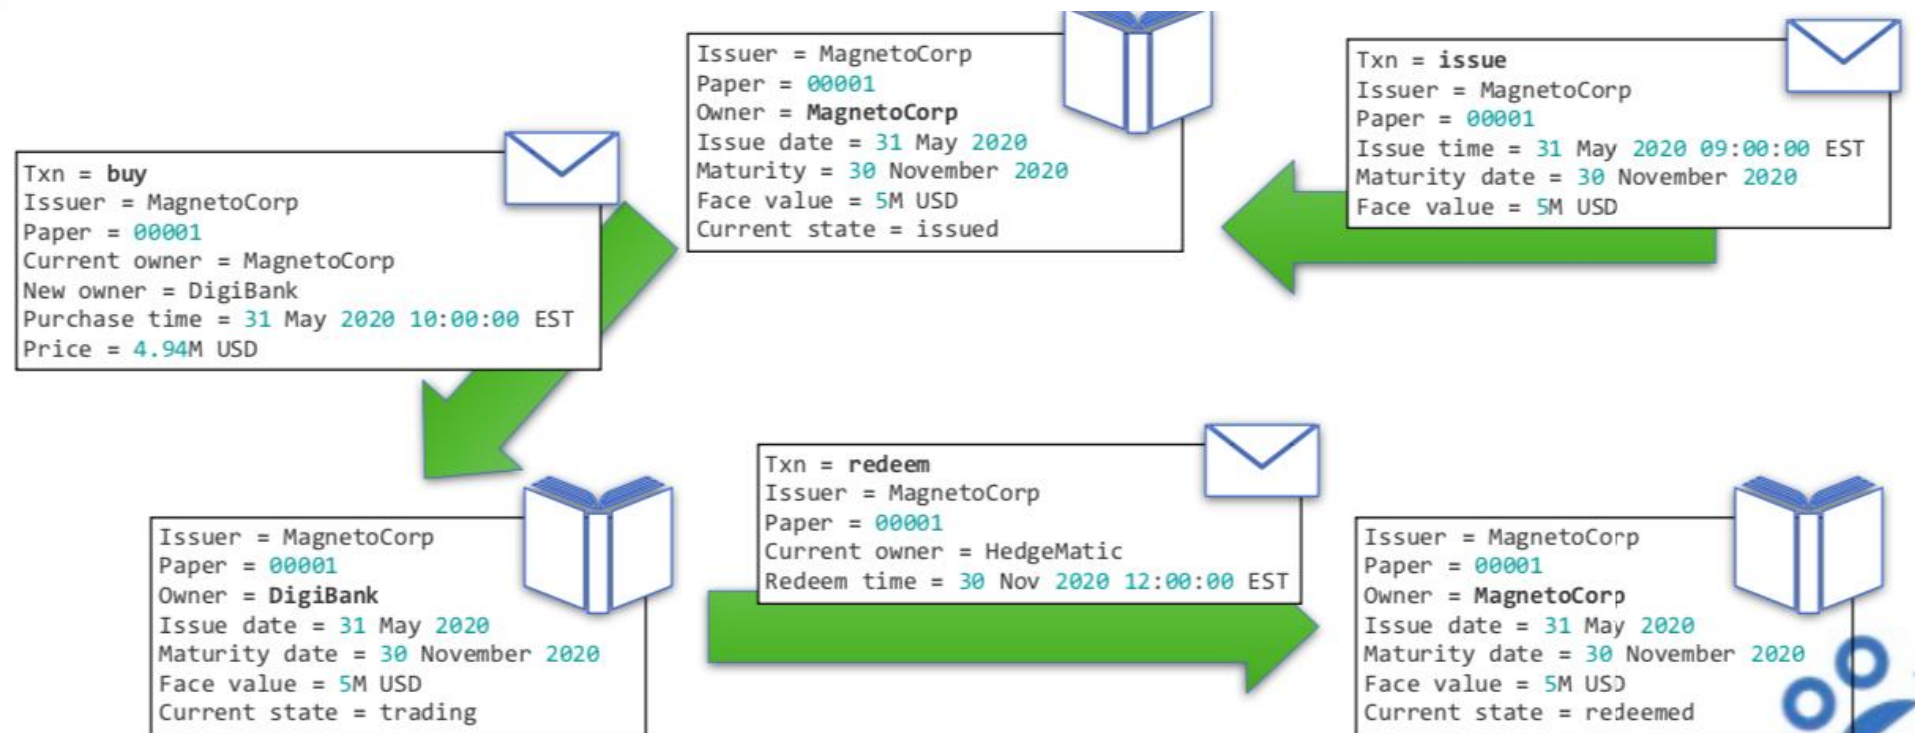 Issuer = MagnetoCorp
Paper = 00001
Owner = MagnetoCorp
Issue date = 31 May 2020
Maturity = 30 November 2020
Face value = 5M USD
Current state = issued
Txn = issue
Issuer = MagnetoCorp
Paper = 00001
Issue time = 31 May 2020 09:00:00 EST
Maturity date = 30 November 2020
Face value = 5M USD
Txn = buy
Issuer = MagnetoCorp
Paper = 00001
Current owner = MagnetoCorp
New owner = DigiBank
Purchase time = 31 May 2020 10:00:00 EST
Price = 4.94M USD
Txn = redeem
Issuer = MagnetoCorp
Paper = 00001
Current owner = HedgeMatic
Redeem time = 30 Nov 2020 12:00:00 EST
Issuer = MagnetoCorp
Paper = 00001
Owner = DigiBank
Issue date = 31 May 2020
Maturity date = 30 November 2020
Face value = 5M USD
Current state = trading
Issuer = MagnetoCorp
Paper = 00001
Owner = MagnetoCorp
Issue date = 31 May 2020
Maturity date = 30 November 2020
Face value = 5M USD
Current state = redeemed